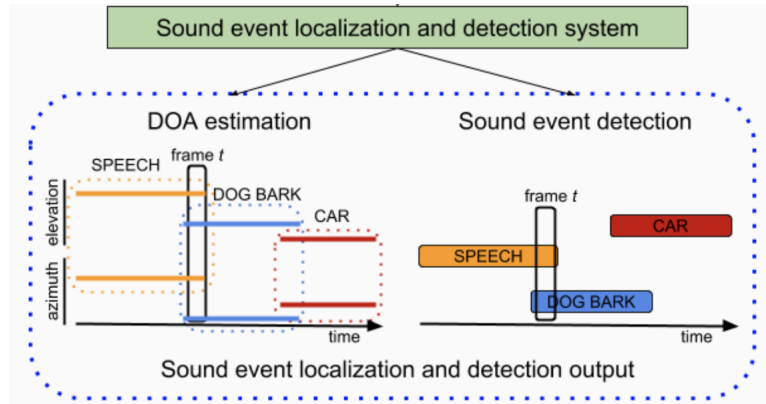 Sound event localization and detection system
DOA estimation
Sound event detection
SPEECH
frame t
DOG BARK
CAR
elevation
azimuth
time
frame t
CAR
SPEECH
DOG BARK
time
Sound event localization and detection output